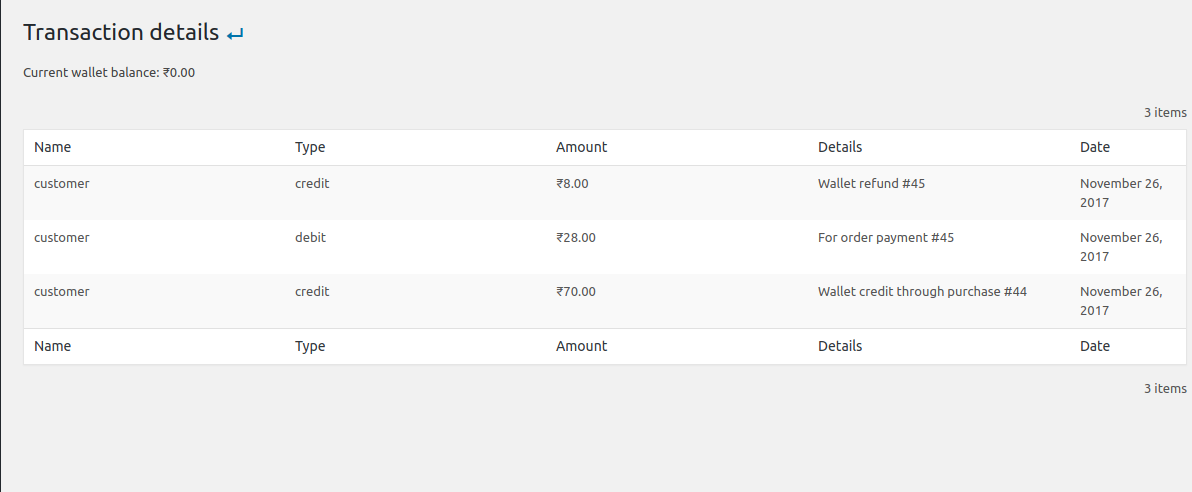 Transaction details
Current wallet balance: ₹0.00
3 items
Name Type Amount Details Date
customer credit ₹8.00 Wallet refund #45 November 26,
2017
customer debit ₹28.00 For order payment #45 November 26,
2017
customer credit ₹70.00 Wallet credit through purchase #44 November 26,
2017
Name Type Amount Details Date
3 items